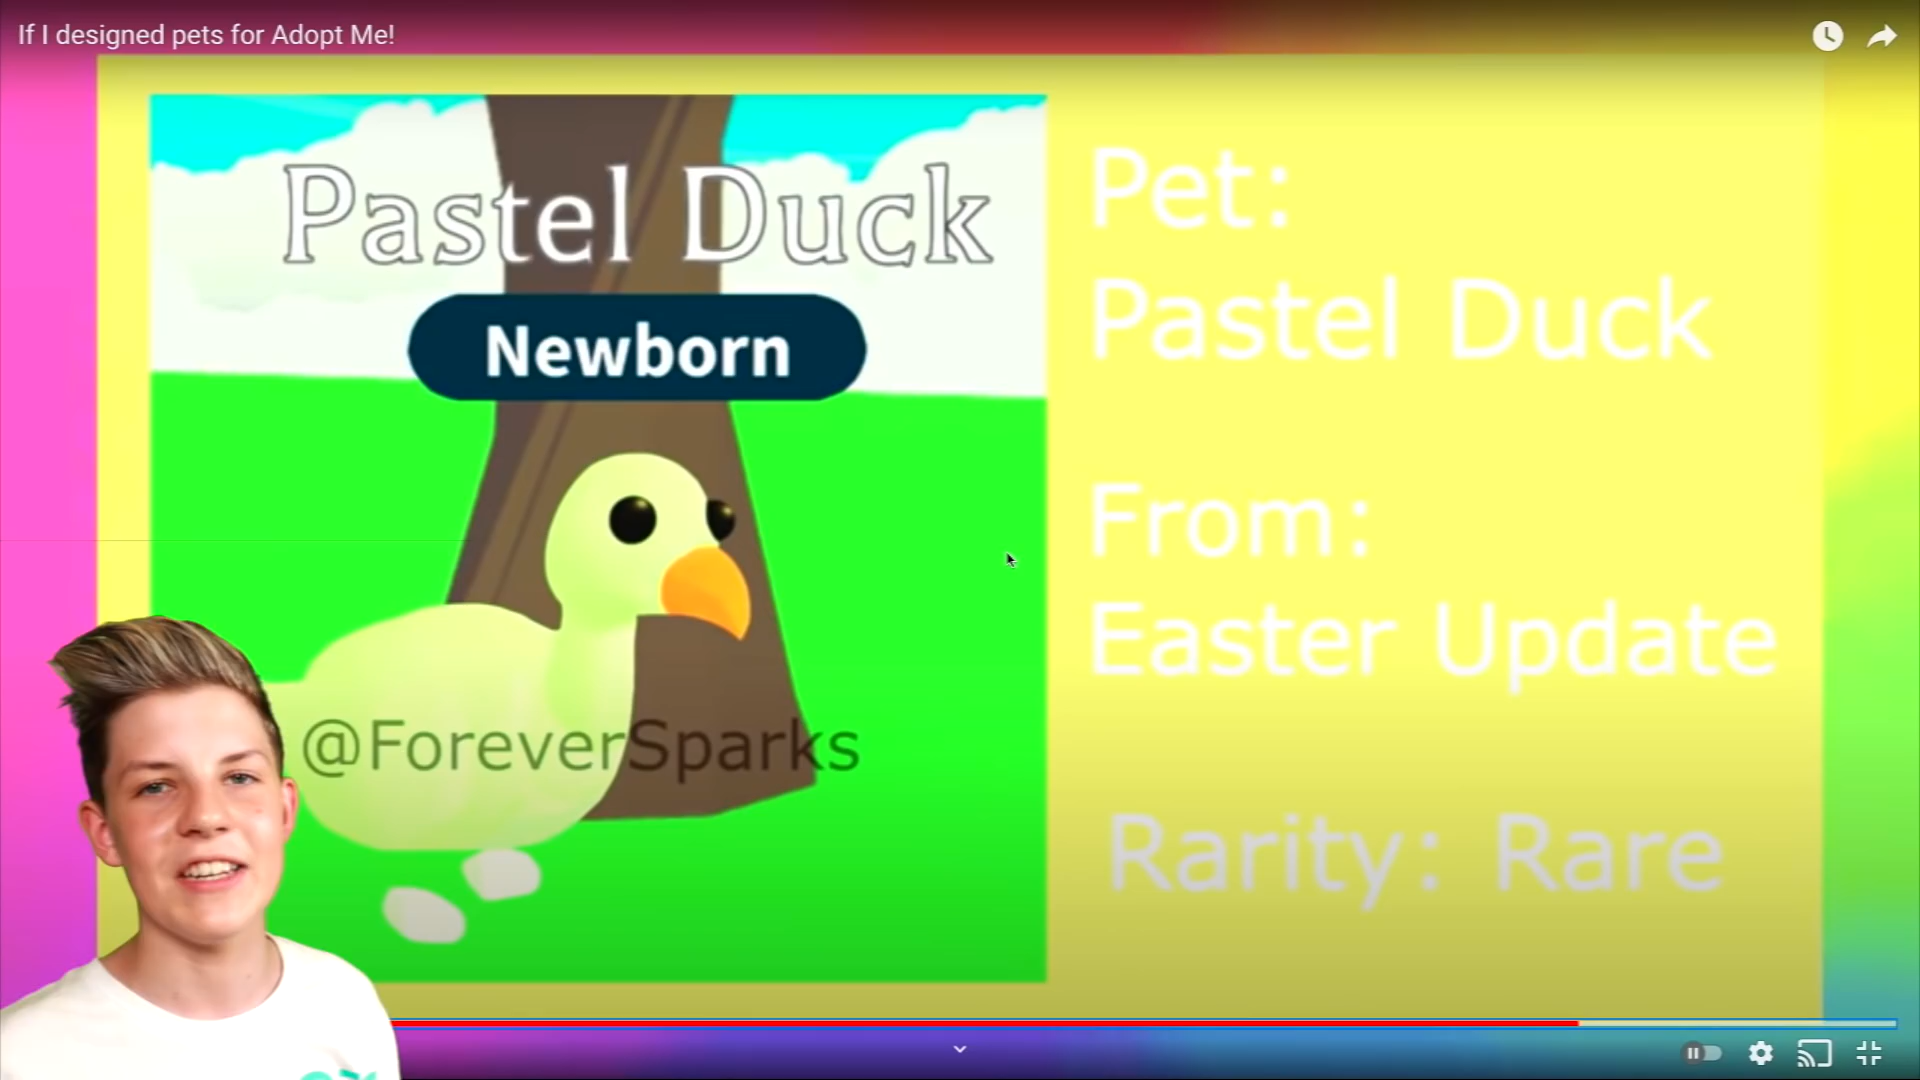 If I designed pets for Adopt Me!
Pastel Duck
Newborn
@ForeverSparks
Pet:
Pastel Duck
From:
Easter Update
Rarity: Rare